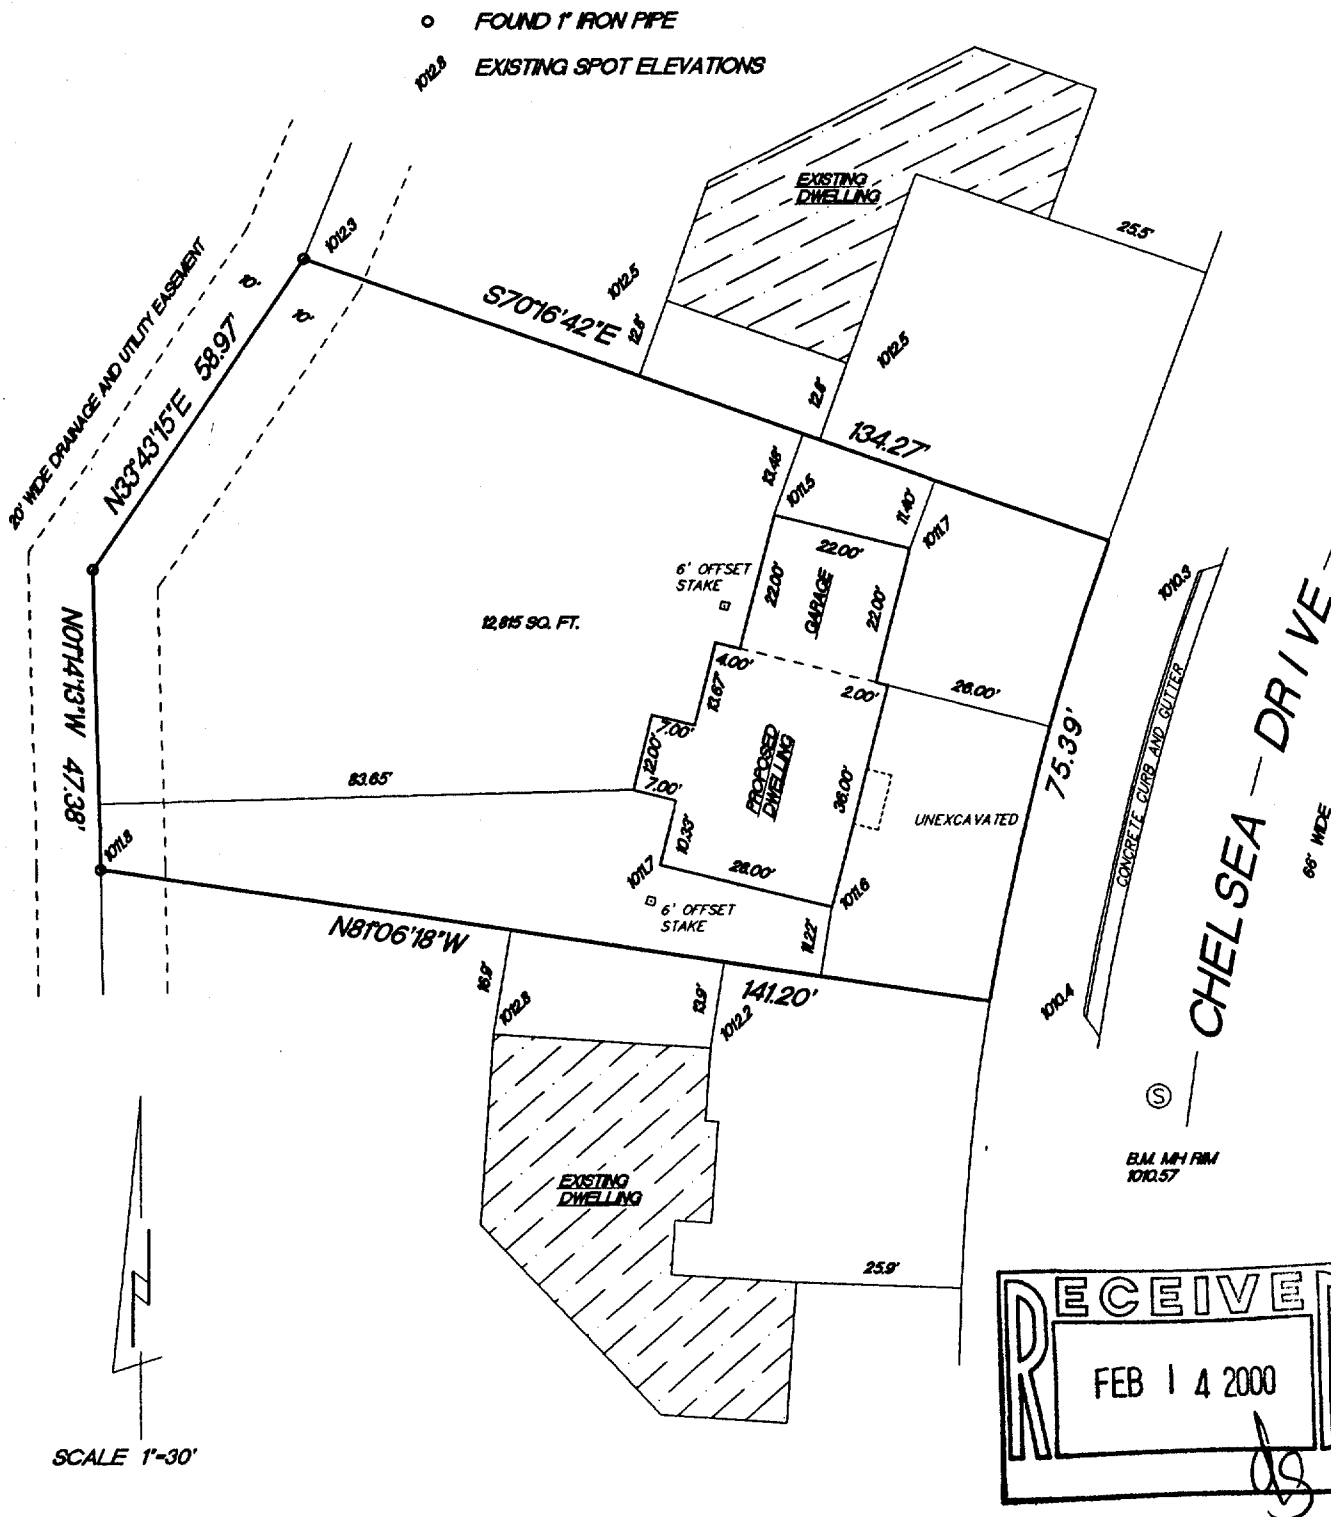 FOUND 1" IRON PIPE
1012.8
EXISTING SPOT ELEVATIONS
EXISTING
DWELLING
25.5'
1012.3
1012.5
12.8'
S70°16'42"E
1012.5
12.8'
134.27'
20' WIDE DRAINAGE AND UTILITY EASEMENT
10'
10'
N33°43'15"E 58.97'
13.48'
1011.5
11.40'
1011.7
22.00'
6' OFFSET
STAKE
22.00'
GARAGE
22.00'
12,815 SQ. FT.
1010.3
CONCRETE CURB AND GUTTER
CHELSEA DRIVE
66' WIDE
N01°14'13"W 47.38'
4.00'
13.67'
2.00'
26.00'
7.00'
12.00'
7.00'
PROPOSED
DWELLING
36.00'
75.39'
83.65'
UNEXCAVATED
10.33'
28.00'
1011.8
1011.7
1011.6
6' OFFSET
STAKE
11.22'
N81°06'18"W
141.20'
16.9'
1012.8
13.9'
1012.2
1010.4
S
B.M. MH RIM
1010.57
EXISTING
DWELLING
25.9'
RECEIVED
FEB 14 2000
SCALE 1"=30'